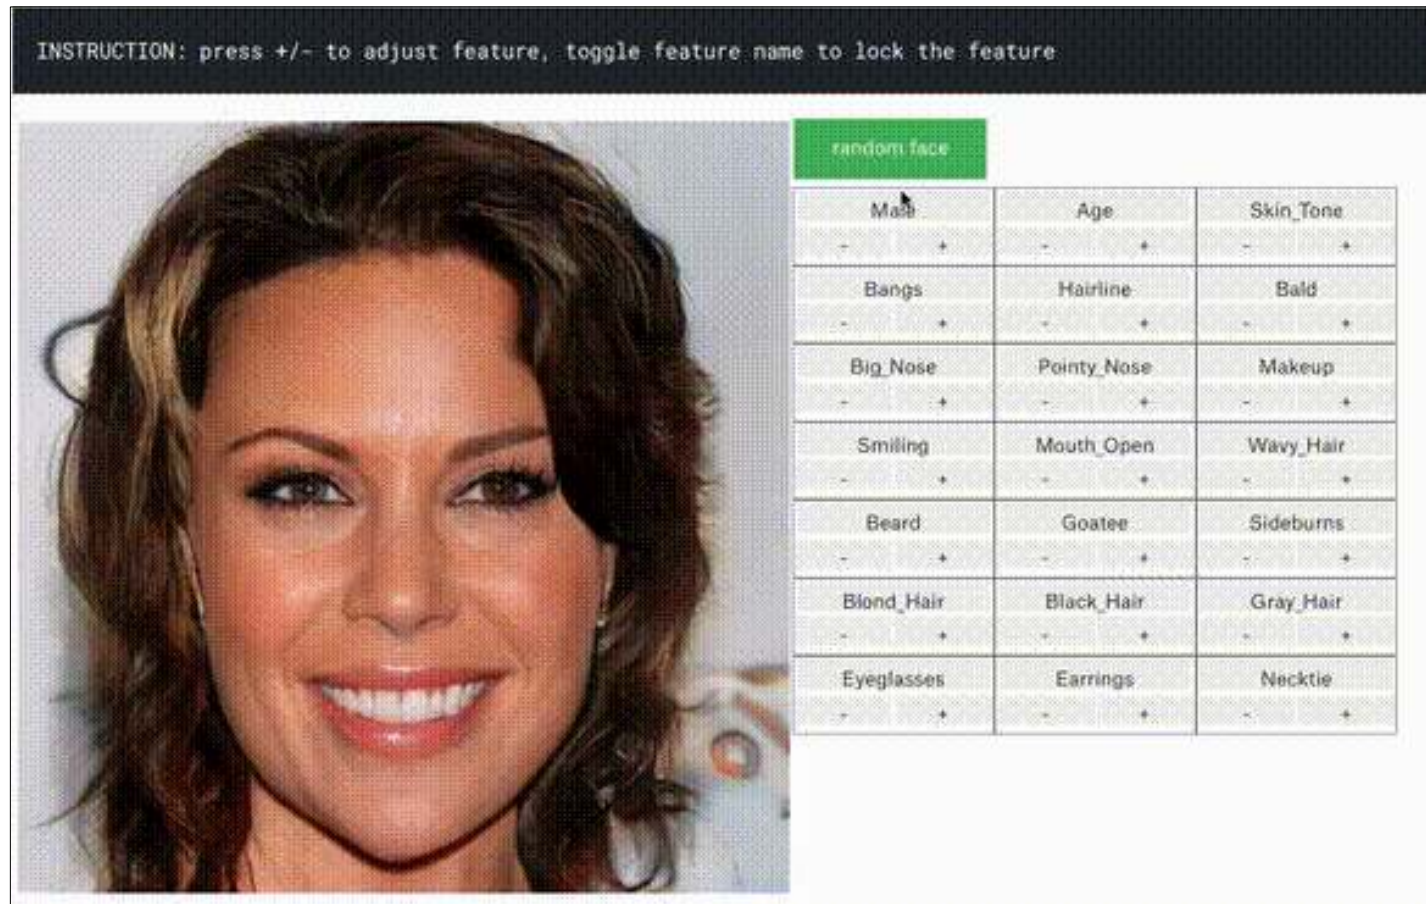 INSTRUCTION: press +/- to adjust feature, toggle feature name to lock the feature
random face
Male Age Skin_Tone
- + - + - +
Bangs Hairline Bald
- + - + - +
Big_Nose Pointy_Nose Makeup
- + - + - +
Smiling Mouth_Open Wavy_Hair
- + - + - +
Beard Goatee Sideburns
- + - + - +
Blond_Hair Black_Hair Gray_Hair
- + - + - +
Eyeglasses Earrings Necktie
- + - + - +